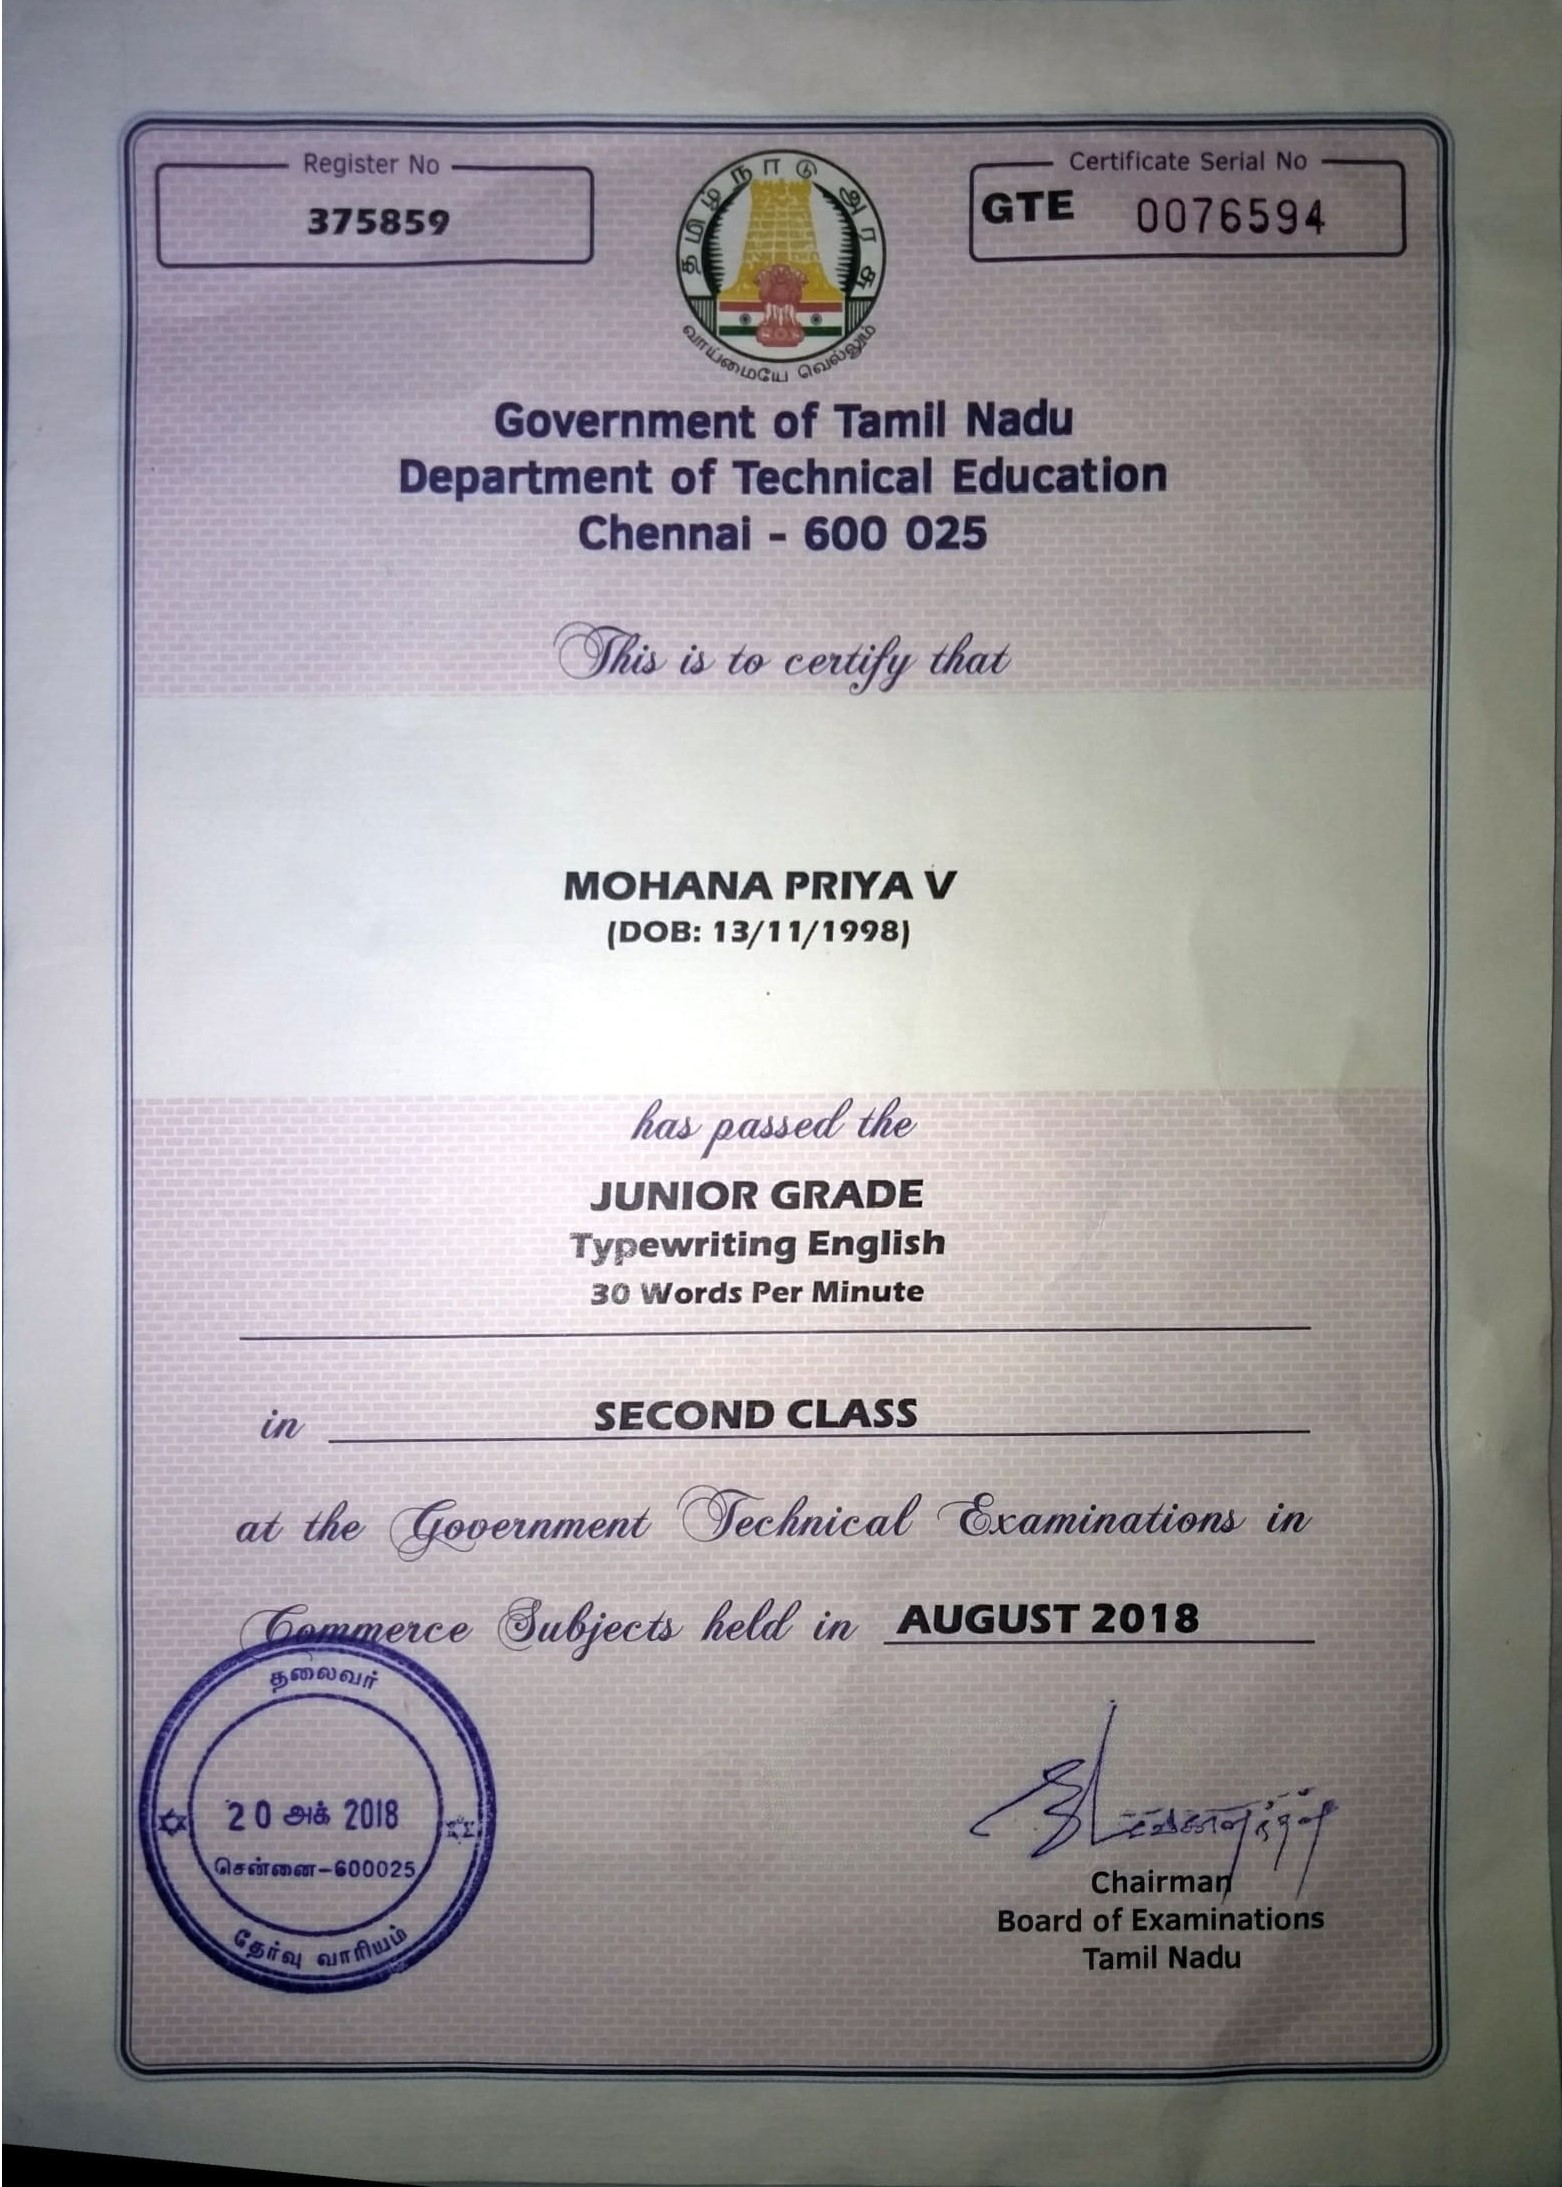 Register No
375859
தமிழ்நாடு அரசு
வாய்மையே வெல்லும்
Certificate Serial No
GTE 0076594
Government of Tamil Nadu
Department of Technical Education
Chennai - 600 025
This is to certify that
MOHANA PRIYA V
(DOB: 13/11/1998)
has passed the
JUNIOR GRADE
Typewriting English
30 Words Per Minute
in SECOND CLASS
at the Government Technical Examinations in
Commerce Subjects held in AUGUST 2018
தலைவர்
20 அக் 2018
சென்னை-600025
தேர்வு வாரியம்
Chairman
Board of Examinations
Tamil Nadu